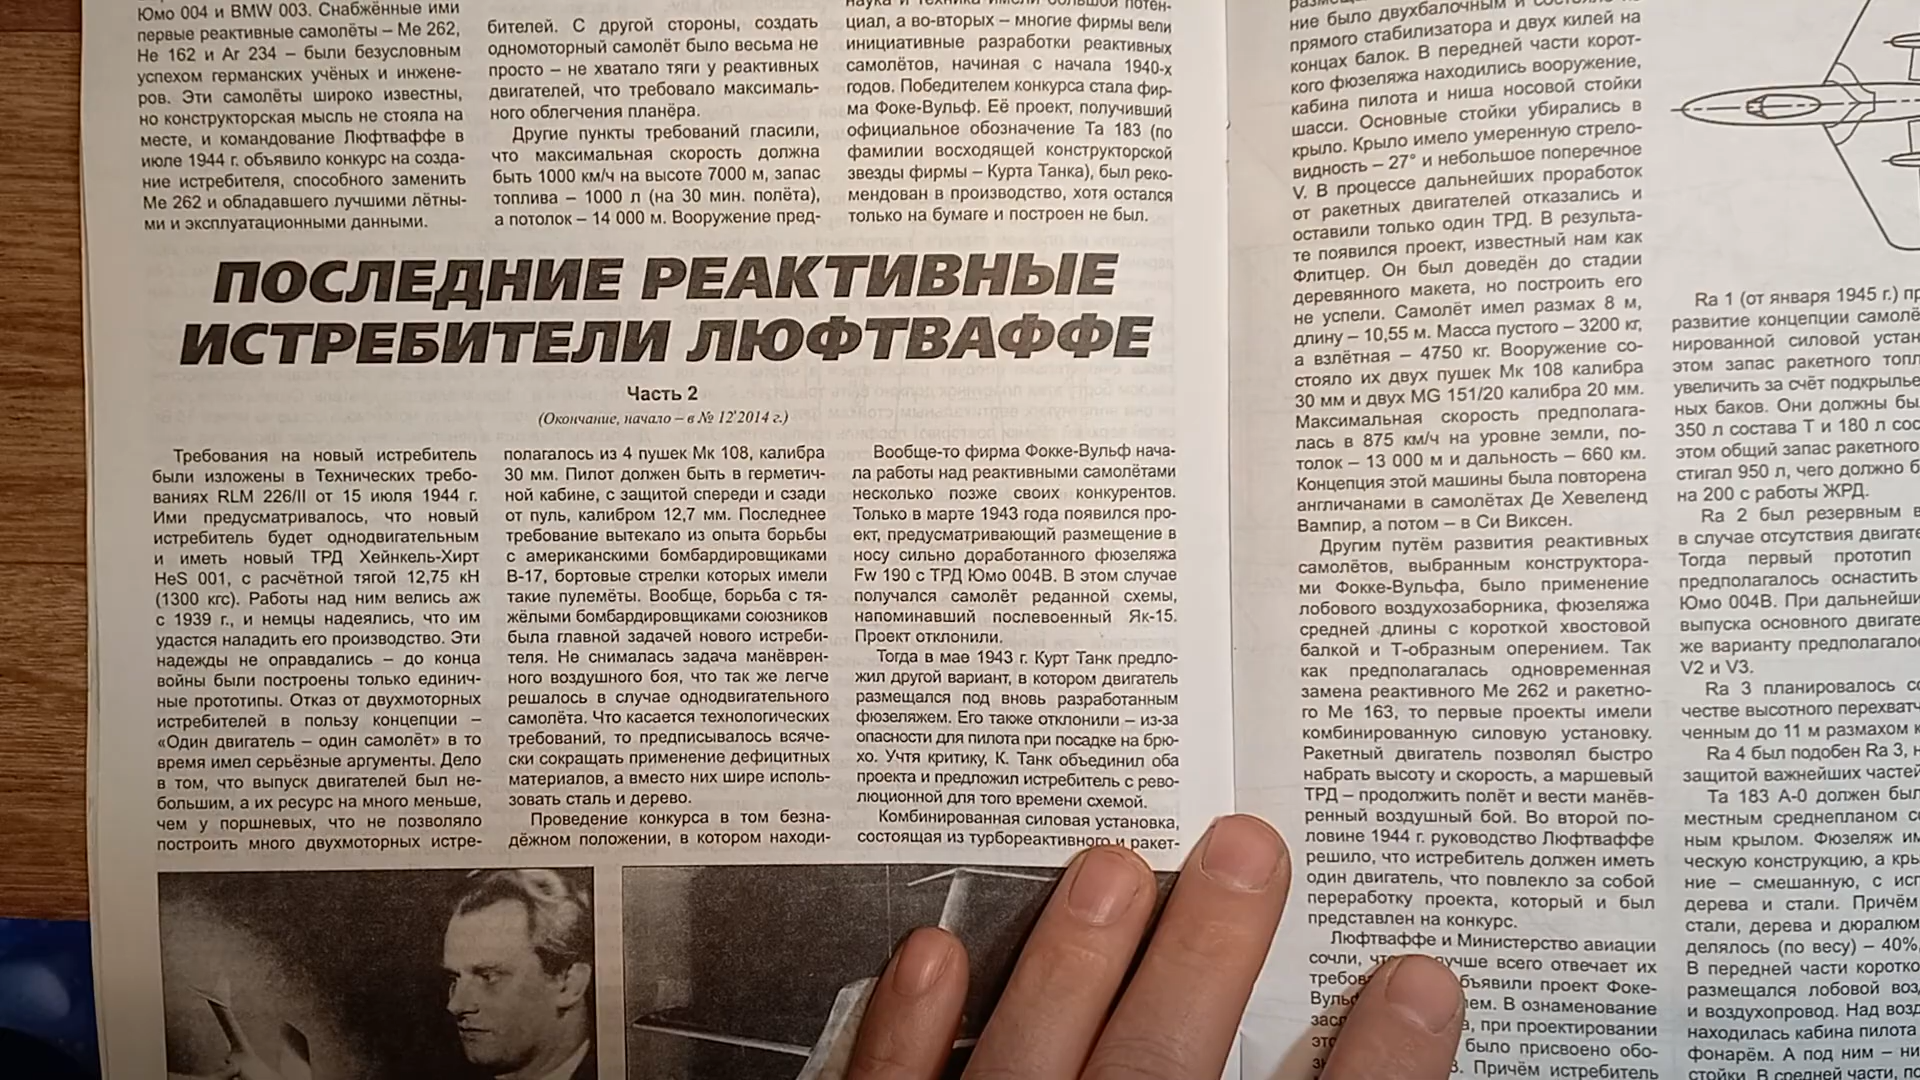 Юмо 004 и BMW 003. Снабжённые ими
первые реактивные самолёты – Ме 262,
Не 162 и Аг 234 – были безусловным
успехом германских учёных и инжене-
ров. Эти самолёты широко известны,
но конструкторская мысль не стояла на
месте, и командование Люфтваффе в
июле 1944 г. объявило конкурс на созда-
ние истребителя, способного заменить
Ме 262 и обладавшего лучшими лётны-
ми и эксплуатационными данными.
бителей. С другой стороны, создать
одномоторный самолёт было весьма не
просто – не хватало тяги у реактивных
двигателей, что требовало максималь-
ного облегчения планёра.
Другие пункты требований гласили,
что максимальная скорость должна
быть 1000 км/ч на высоте 7000 м, запас
топлива – 1000 л (на 30 мин. полёта),
а потолок – 14 000 м. Вооружение пред-
наука и техника имели большой потен-
циал, а во-вторых – многие фирмы вели
инициативные разработки реактивных
самолётов, начиная с начала 1940-х
годов. Победителем конкурса стала фир-
ма Фоке-Вульф. Её проект, получивший
официальное обозначение Та 183 (по
фамилии восходящей конструкторской
звезды фирмы – Курта Танка), был реко-
мендован в производство, хотя остался
только на бумаге и построен не был.
ПОСЛЕДНИЕ РЕАКТИВНЫЕ
ИСТРЕБИТЕЛИ ЛЮФТВАФФЕ
Часть 2
(Окончание, начало – в № 12'2014 г.)
Требования на новый истребитель
были изложены в Технических требо-
ваниях RLM 226/II от 15 июля 1944 г.
Ими предусматривалось, что новый
истребитель будет однодвигательным
и иметь новый ТРД Хейнкель-Хирт
HeS 001, с расчётной тягой 12,75 кН
(1300 кгс). Работы над ним велись аж
с 1939 г., и немцы надеялись, что им
удастся наладить его производство. Эти
надежды не оправдались – до конца
войны были построены только единич-
ные прототипы. Отказ от двухмоторных
истребителей в пользу концепции –
«Один двигатель – один самолёт» в то
время имел серьёзные аргументы. Дело
в том, что выпуск двигателей был не-
большим, а их ресурс на много меньше,
чем у поршневых, что не позволяло
построить много двухмоторных истре-
полагалось из 4 пушек Мк 108, калибра
30 мм. Пилот должен быть в герметич-
ной кабине, с защитой спереди и сзади
от пуль, калибром 12,7 мм. Последнее
требование вытекало из опыта борьбы
с американскими бомбардировщиками
В-17, бортовые стрелки которых имели
такие пулемёты. Вообще, борьба с тя-
жёлыми бомбардировщиками союзников
была главной задачей нового истреби-
теля. Не снималась задача манёврен-
ного воздушного боя, что так же легче
решалось в случае однодвигательного
самолёта. Что касается технологических
требований, то предписывалось всяче-
ски сокращать применение дефицитных
материалов, а вместо них шире исполь-
зовать сталь и дерево.
Проведение конкурса в том безна-
дёжном положении, в котором находи-
Вообще-то фирма Фокке-Вульф нача-
ла работы над реактивными самолётами
несколько позже своих конкурентов.
Только в марте 1943 года появился про-
ект, предусматривающий размещение в
носу сильно доработанного фюзеляжа
Fw 190 с ТРД Юмо 004В. В этом случае
получался самолёт реданной схемы,
напоминавший послевоенный Як-15.
Проект отклонили.
Тогда в мае 1943 г. Курт Танк предло-
жил другой вариант, в котором двигатель
размещался под вновь разработанным
фюзеляжем. Его также отклонили – из-за
опасности для пилота при посадке на брю-
хо. Учтя критику, К. Танк объединил оба
проекта и предложил истребитель с рево-
люционной для того времени схемой.
Комбинированная силовая установка,
состоящая из турбореактивного и ракет-
ние было двухбалочным и
прямого стабилизатора и двух килей на
концах балок. В передней части корот-
кого фюзеляжа находились вооружение,
кабина пилота и ниша носовой стойки
шасси. Основные стойки убирались в
крыло. Крыло имело умеренную стрело-
видность – 27° и небольшое поперечное
V. В процессе дальнейших проработок
от ракетных двигателей отказались и
оставили только один ТРД. В результа-
те появился проект, известный нам как
Флитцер. Он был доведён до стадии
деревянного макета, но построить его
не успели. Самолёт имел размах 8 м,
длину – 10,55 м. Масса пустого – 3200 кг,
а взлётная – 4750 кг. Вооружение со-
стояло их двух пушек Мк 108 калибра
30 мм и двух MG 151/20 калибра 20 мм.
Максимальная скорость предполага-
лась в 875 км/ч на уровне земли, по-
толок – 13 000 м и дальность – 660 км.
Концепция этой машины была повторена
англичанами в самолётах Де Хевеленд
Вампир, а потом – в Си Виксен.
Другим путём развития реактивных
самолётов, выбранным конструктора-
ми Фокке-Вульфа, было применение
лобового воздухозаборника, фюзеляжа
средней длины с короткой хвостовой
балкой и Т-образным оперением. Так
как предполагалась одновременная
замена реактивного Ме 262 и ракетно-
го Ме 163, то первые проекты имели
комбинированную силовую установку.
Ракетный двигатель позволял быстро
набрать высоту и скорость, а маршевый
ТРД – продолжить полёт и вести манёв-
ренный воздушный бой. Во второй по-
ловине 1944 г. руководство Люфтваффе
решило, что истребитель должен иметь
один двигатель, что повлекло за собой
переработку проекта, который и был
представлен на конкурс.
Люфтваффе и Министерство авиации
сочли, лучше всего отвечает их
объявили проект Фоке-
В ознаменование
при проектировании
было присвоено обо-
Причём истребитель
Ra 1 (от января 1945 г.)
развитие концепции
нированной силовой
этом запас ракетного
увеличить за счёт
ных баков. Они должны
350 л состава Т и 180 л
этом общий запас ракетного
стигал 950 л, чего должно
на 200 с работы ЖРД.
Ra 2 был резервным
в случае отсутствия
Тогда первый прототип
предполагалось оснастить
Юмо 004В. При
выпуска основного
же варианту
V2 и V3.
Ra 3 планировалось
честве высотного
ченным до 11 м размахом
Ra 4 был подобен Ra 3,
защитой важнейших частей
Та 183 А-0 должен
местным среднепланом
ным крылом. Фюзеляж
ческую конструкцию, а
ние – смешанную, с
дерева и стали. Причём
стали, дерева и
делялось (по весу) – 40%,
В передней части
размещался лобовой
и воздухопровод. Над
находилась кабина пилота
фонарём. А под ним –
стойки. В средней части,